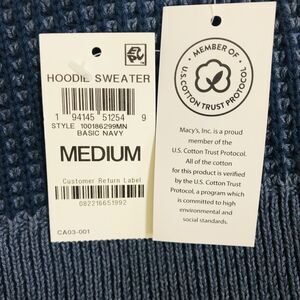 HOODIE SWEATER
1 94145 51254 9
STYLE 100186299MN
BASIC NAVY
MEDIUM
Customer Return Label
082216651992
CA03-001
• MEMBER OF •
U.S. COTTON TRUST PROTOCOL
Macy's, Inc. is a proud
member of the
U.S. Cotton Trust Protocol.
All of the cotton
for this product is verified
by the U.S. Cotton Trust
Protocol, a program which
is committed to high
environmental and
social standards.